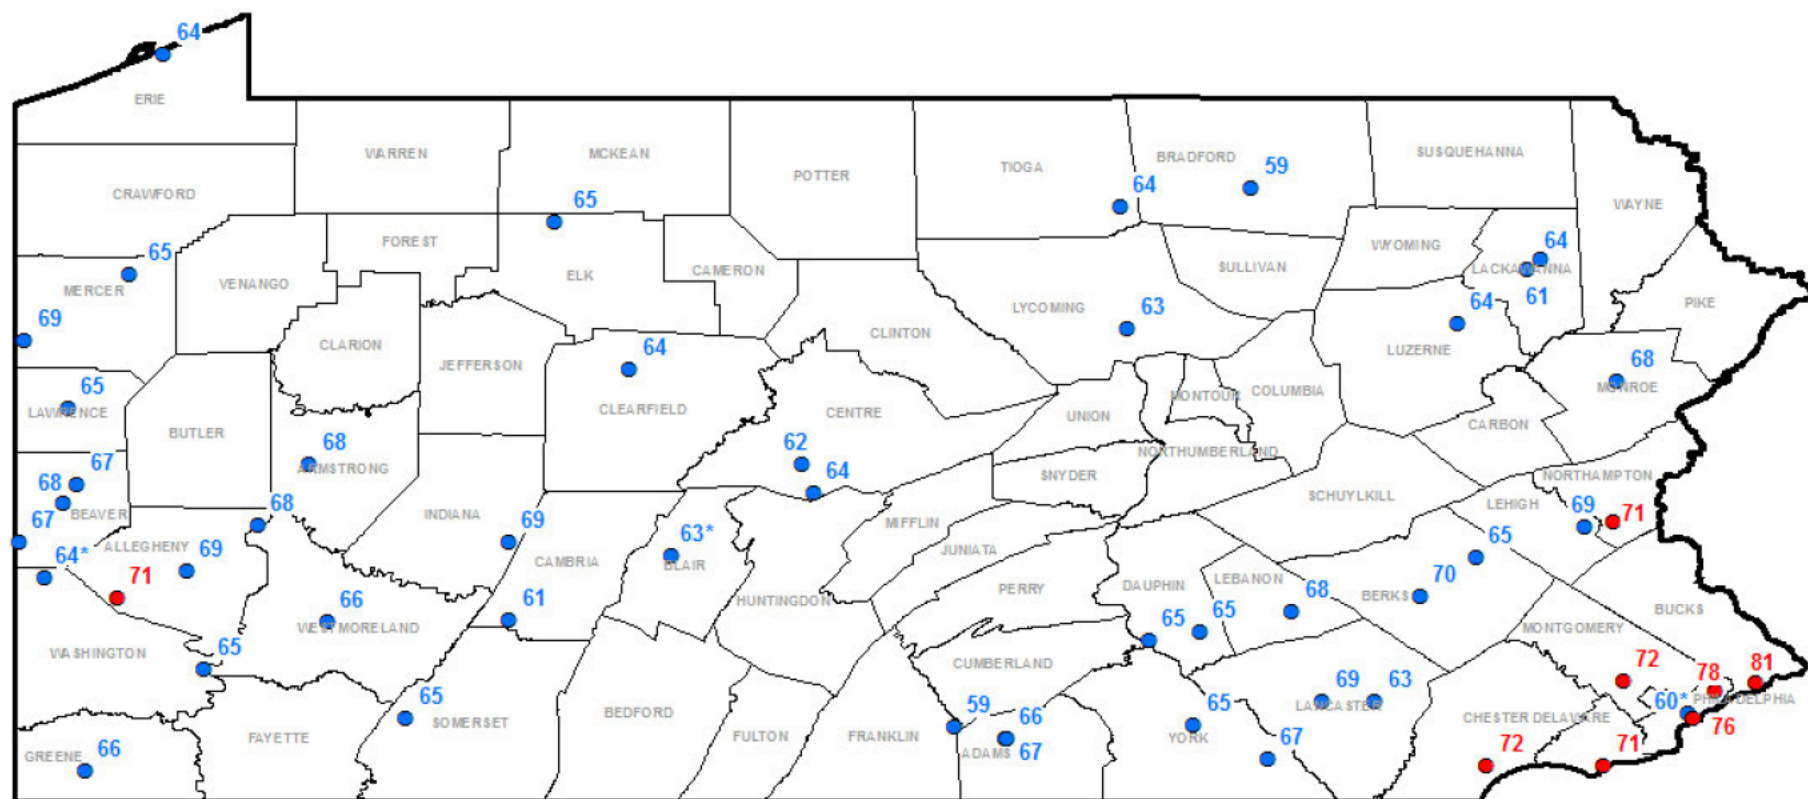 64
ERIE
WARREN
MCKEAN
POTTER
TIOGA
BRADFORD
59
SUSQUEHANNA
CRAWFORD
65
64
WAYNE
FOREST
65
MERCER
VENANGO
ELK
CAMERON
SULLIVAN
WYOMING
64
LACKAWANNA
61
PIKE
69
CLARION
JEFFERSON
64
CLINTON
LYCOMING
63
64
LUZERNE
68
MONROE
65
LAWRENCE
BUTLER
CLEARFIELD
CENTRE
UNION
MONTOUR
COLUMBIA
CARBON
68
ARMSTRONG
62
64
SNYDER
NORTHUMBERLAND
67
68
BEAVER
67
68
INDIANA
69
MIFFLIN
SCHUYLKILL
NORTHAMPTON
LEHIGH
69
71
64*
ALLEGHENY
69
71
CAMBRIA
63*
BLAIR
JUNIATA
65
HUNTINGDON
PERRY
DAUPHIN
LEBANON
68
BERKS
70
BUCKS
66
WESTMORELAND
61
65
65
MONTGOMERY
WASHINGTON
65
CUMBERLAND
72
78
81
65
SOMERSET
BEDFORD
59
66
65
69
63
LANCASTER
60*
PHILADELPHIA
76
GREENE
66
FAYETTE
FULTON
FRANKLIN
ADAMS
67
YORK
67
CHESTER
DELAWARE
72
71